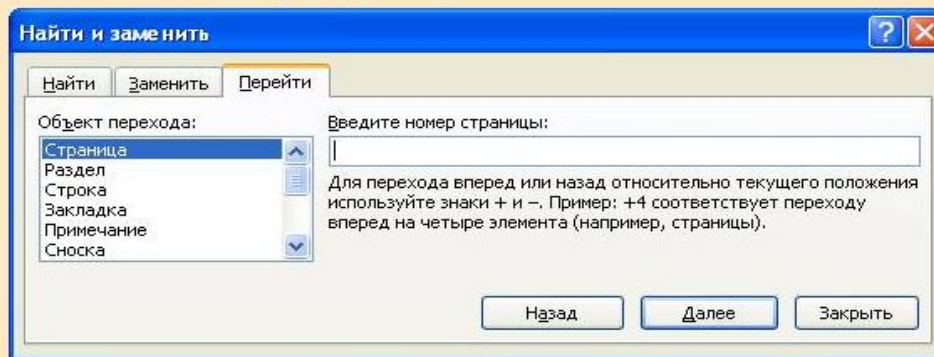 Найти и заменить
Найти
Заменить
Перейти
Объект перехода:
Страница
Раздел
Строка
Закладка
Примечание
Сноска
Введите номер страницы:
Для перехода вперед или назад относительно текущего положения
используйте знаки + и –. Пример: +4 соответствует переходу
вперед на четыре элемента (например, страницы).
Назад
Далее
Закрыть